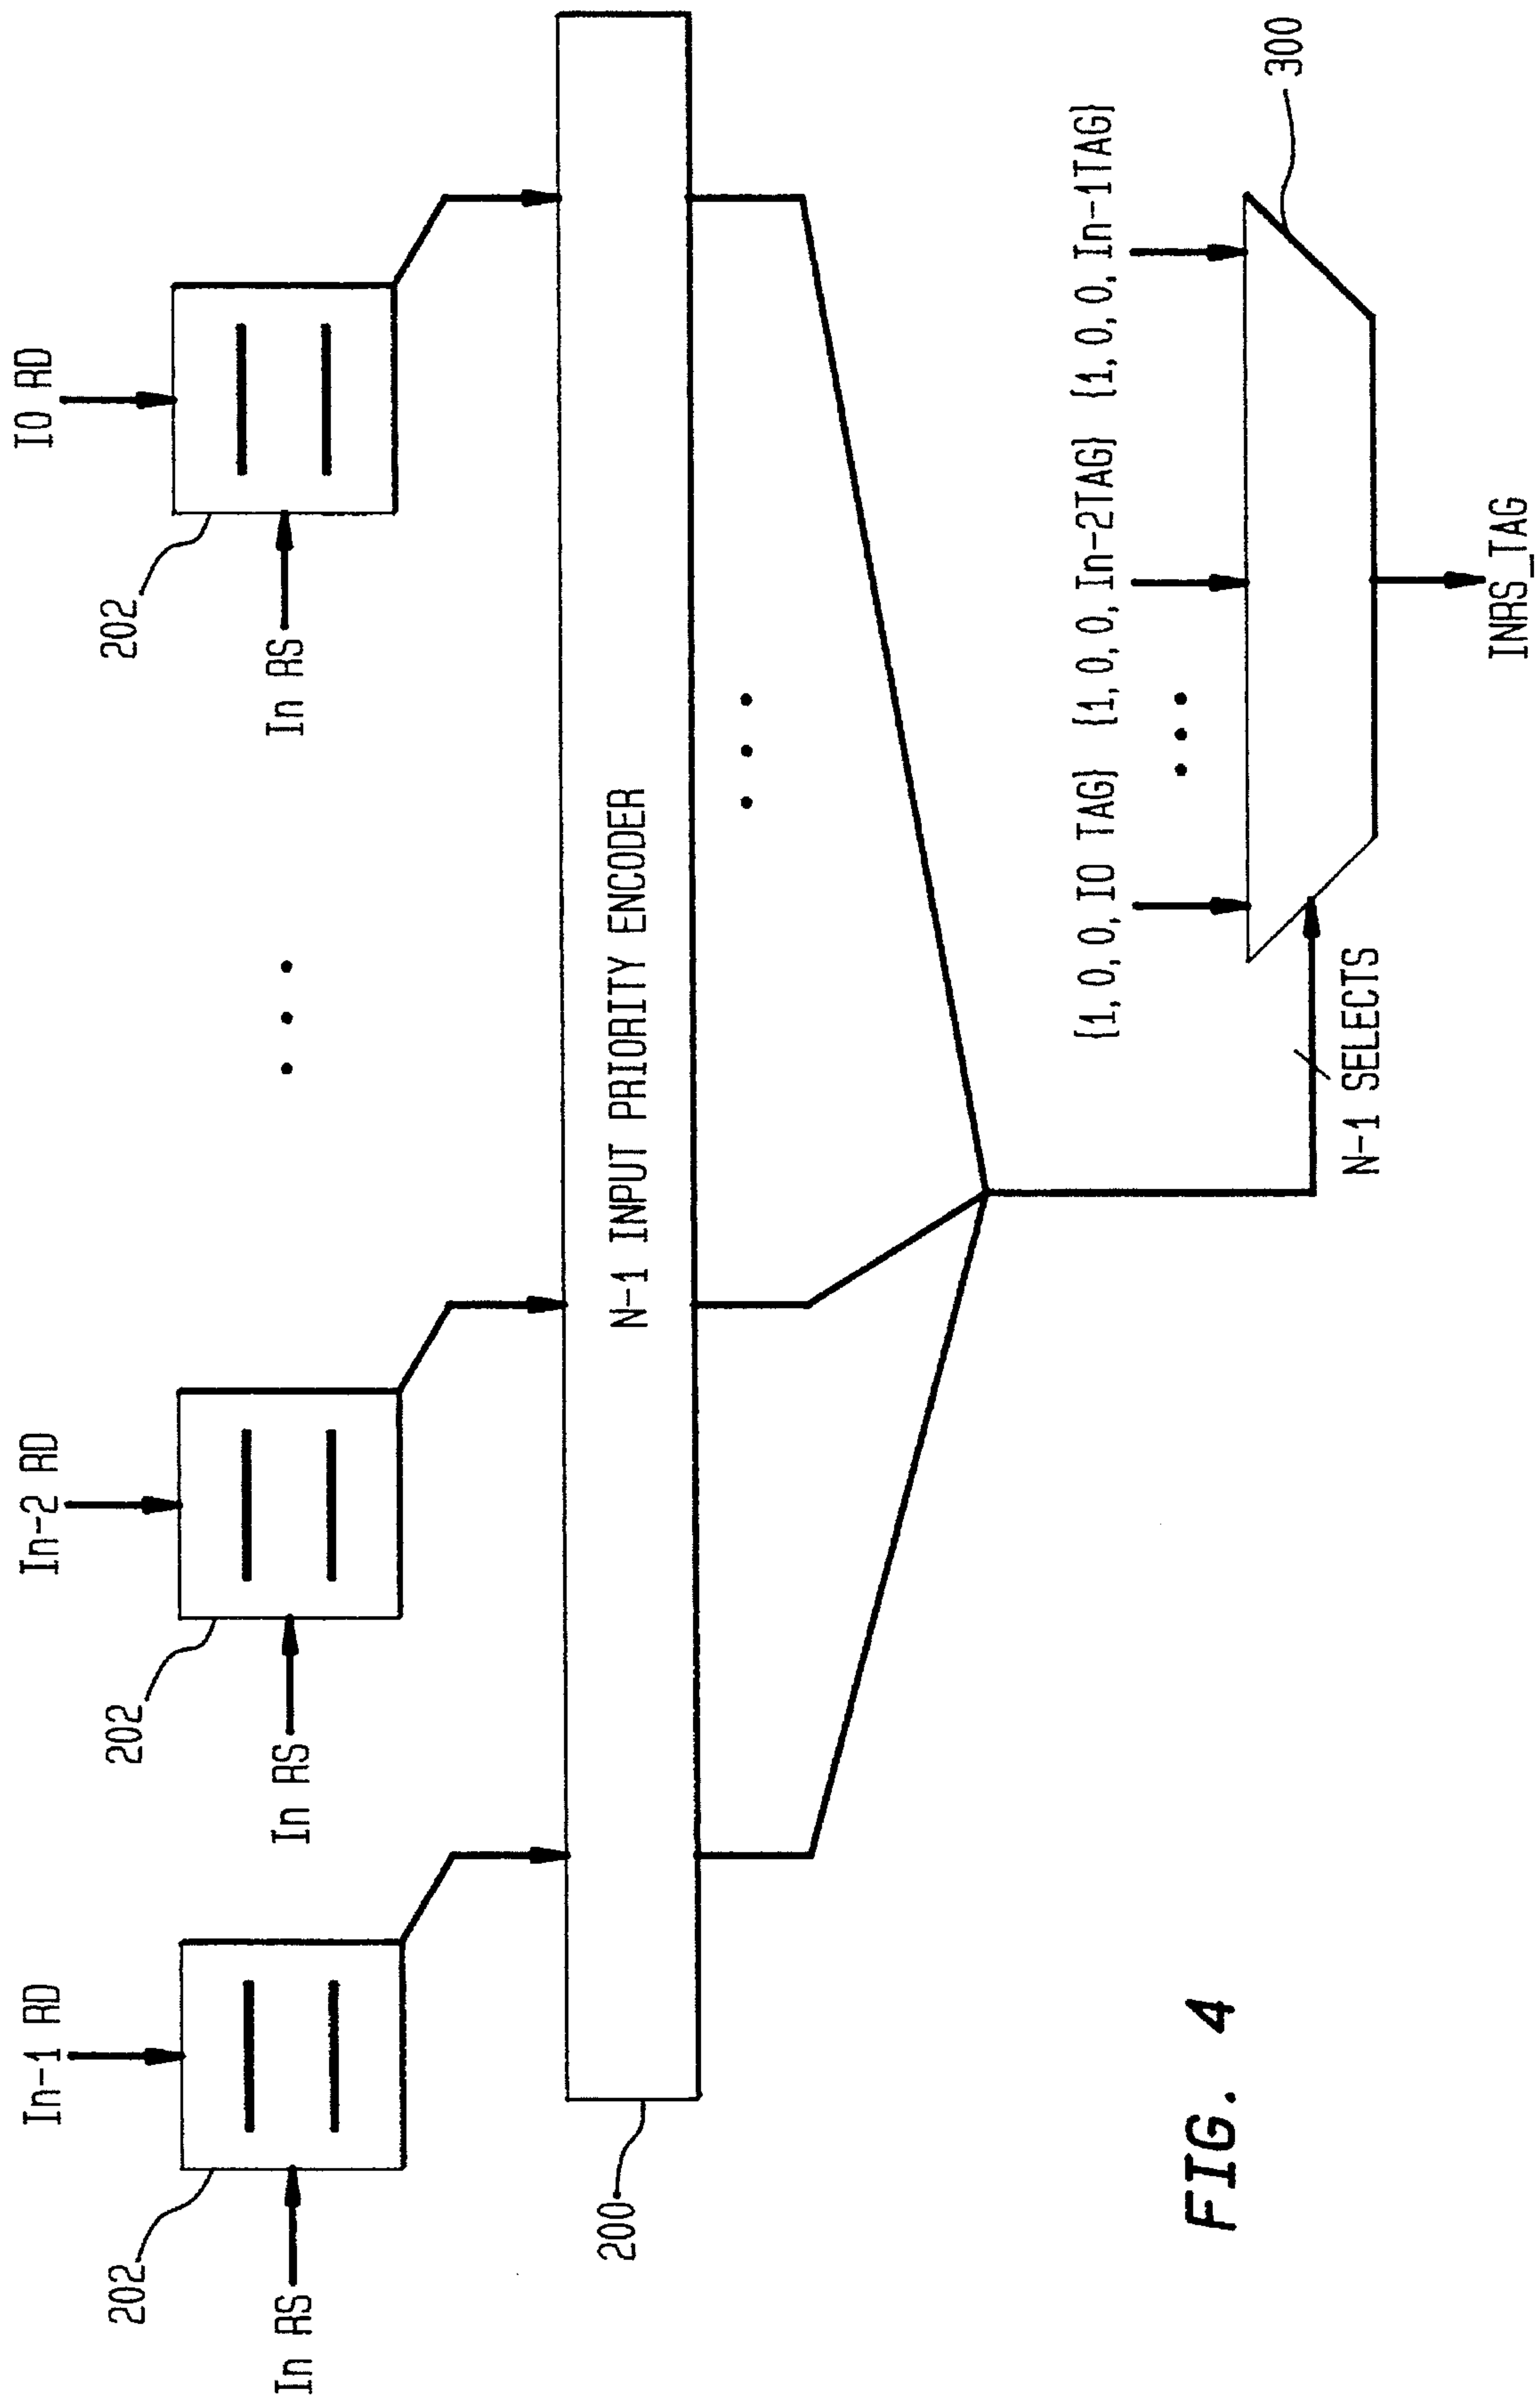 In-1 RD
In-2 RD
IO RD
202
202
202
In RS
In RS
In RS
N-1 INPUT PRIORITY ENCODER
200
{1,0,0,IO TAG} {1,0,0,In-2TAG} {1,0,0,In-1TAG}
300
N-1 SELECTS
INRS_TAG
FIG. 4